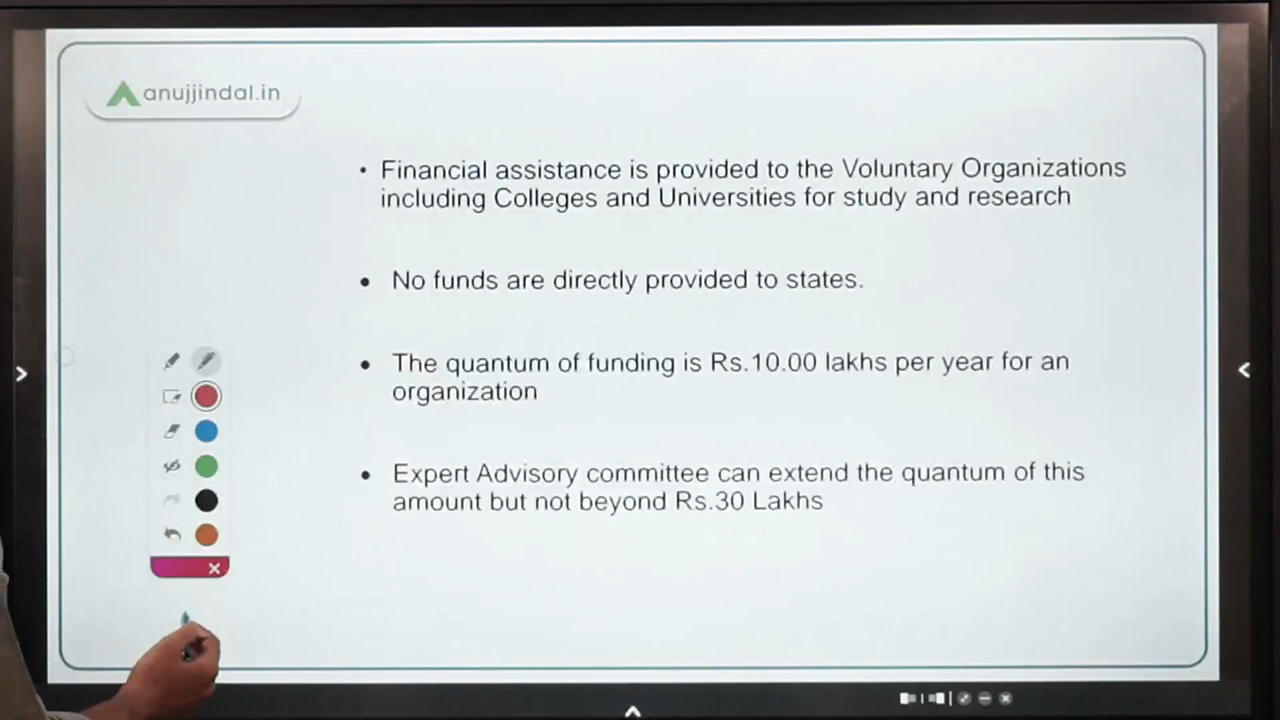 anujjindal.in
• Financial assistance is provided to the Voluntary Organizations
including Colleges and Universities for study and research
• No funds are directly provided to states.
• The quantum of funding is Rs.10.00 lakhs per year for an
organization
• Expert Advisory committee can extend the quantum of this
amount but not beyond Rs.30 Lakhs